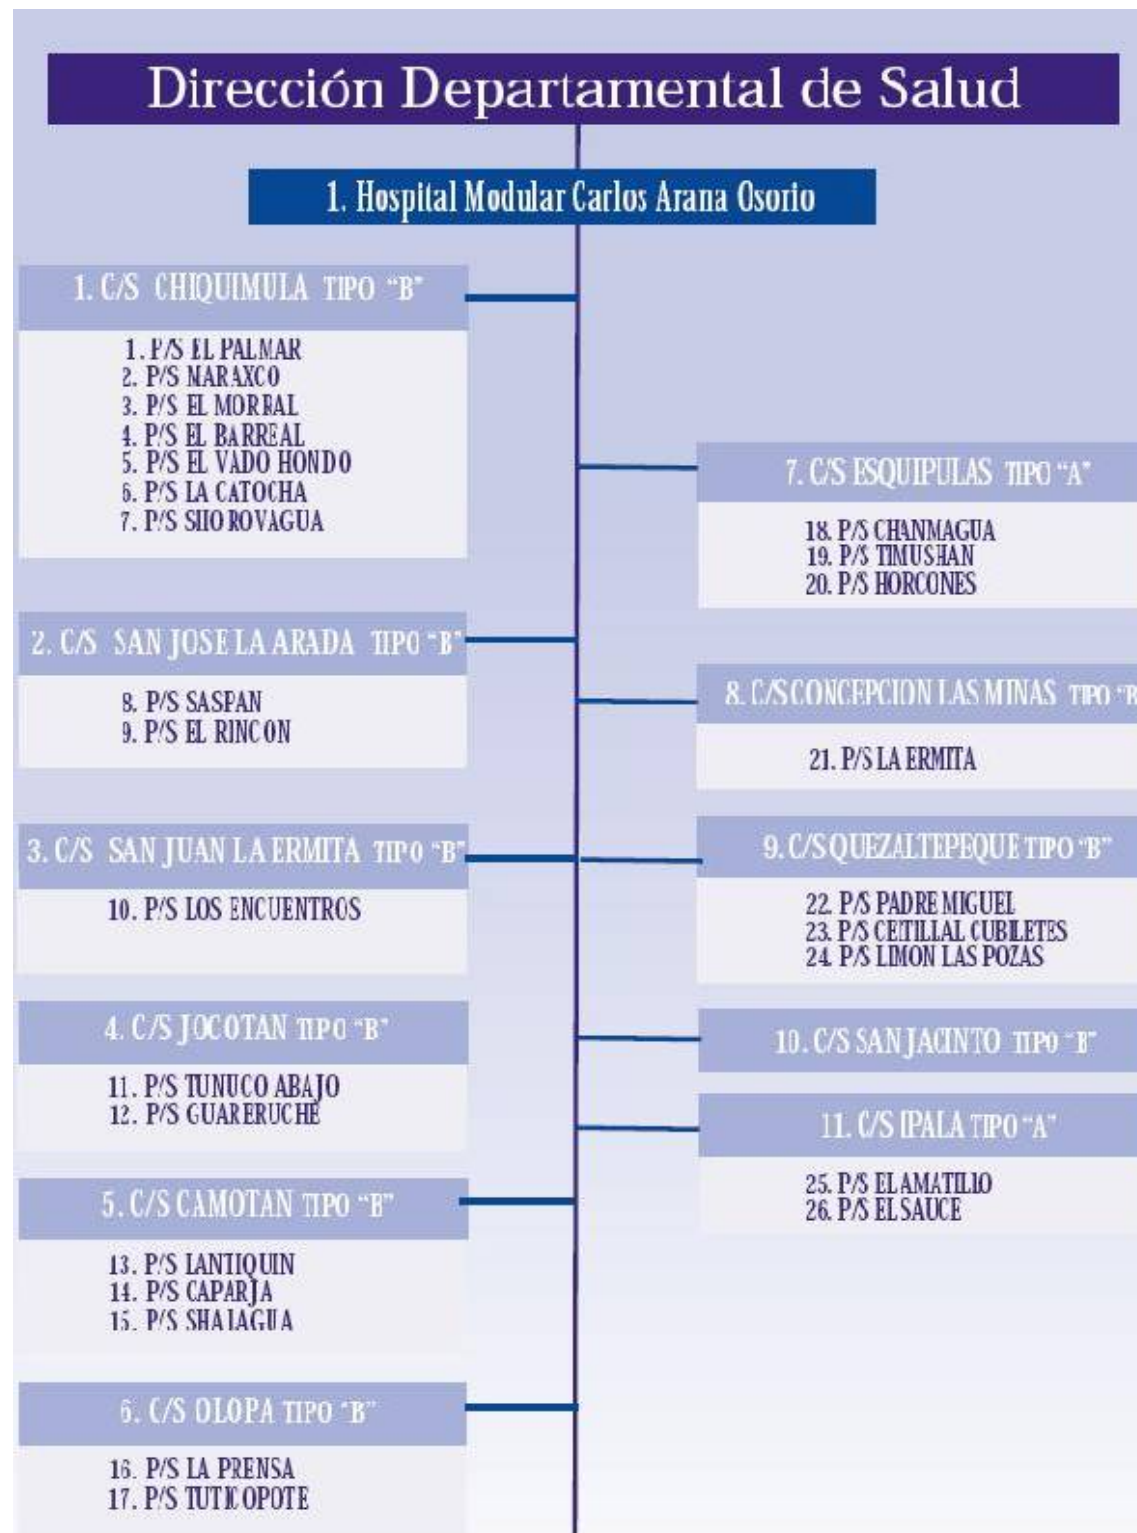 Dirección Departamental de Salud
1. Hospital Modular Carlos Arana Osorio
1. C/S CHIQUIMULA TIPO “B”
1. P/S EL PALMAR
2. P/S MARAXCO
3. P/S EL MORRAL
4. P/S EL BARREAL
5. P/S EL VADO HONDO
6. P/S LA CATOCHA
7. P/S SHOROVAGUA
2. C/S SAN JOSE LA ARADA TIPO “B”
8. P/S SASPAN
9. P/S EL RINCON
3. C/S SAN JUAN LA ERMITA TIPO “B”
10. P/S LOS ENCUENTROS
4. C/S JOCOTAN TIPO “B”
11. P/S TUNUCO ABAJO
12. P/S GUARERUCHE
5. C/S CAMOTAN TIPO “B”
13. P/S LANTIQUIN
14. P/S CAPARJA
15. P/S SHALAGUA
6. C/S OLOPA TIPO “B”
16. P/S LA PRENSA
17. P/S TUTICOPOTE
7. C/S ESQUIPULAS TIPO “A”
18. P/S CHANMAGUA
19. P/S TIMUSHAN
20. P/S HORCONES
8. C/S CONCEPCION LAS MINAS TIPO “B
21. P/S LA ERMITA
9. C/S QUEZALTEPEQUE TIPO “B”
22. P/S PADRE MIGUEL
23. P/S CUBILETES
24. P/S LIMON LAS POZAS
10. C/S SAN JACINTO TIPO “B”
11. C/S IPALA TIPO “A”
25. P/S EL AMATILLO
26. P/S EL SAUCE